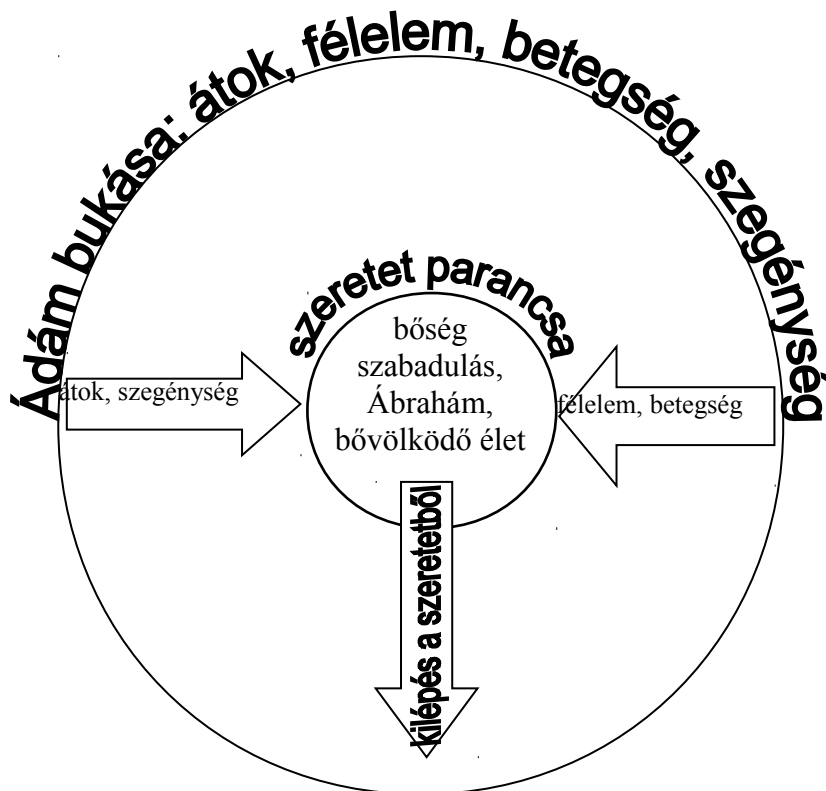 Ádám bukása: átok, félelem, betegség, szegénység
szeretet parancsa
bőség
szabadulás,
Ábrahám,
bővölködő élet
átok, szegénység
félelem, betegség
kilépés a szeretetből